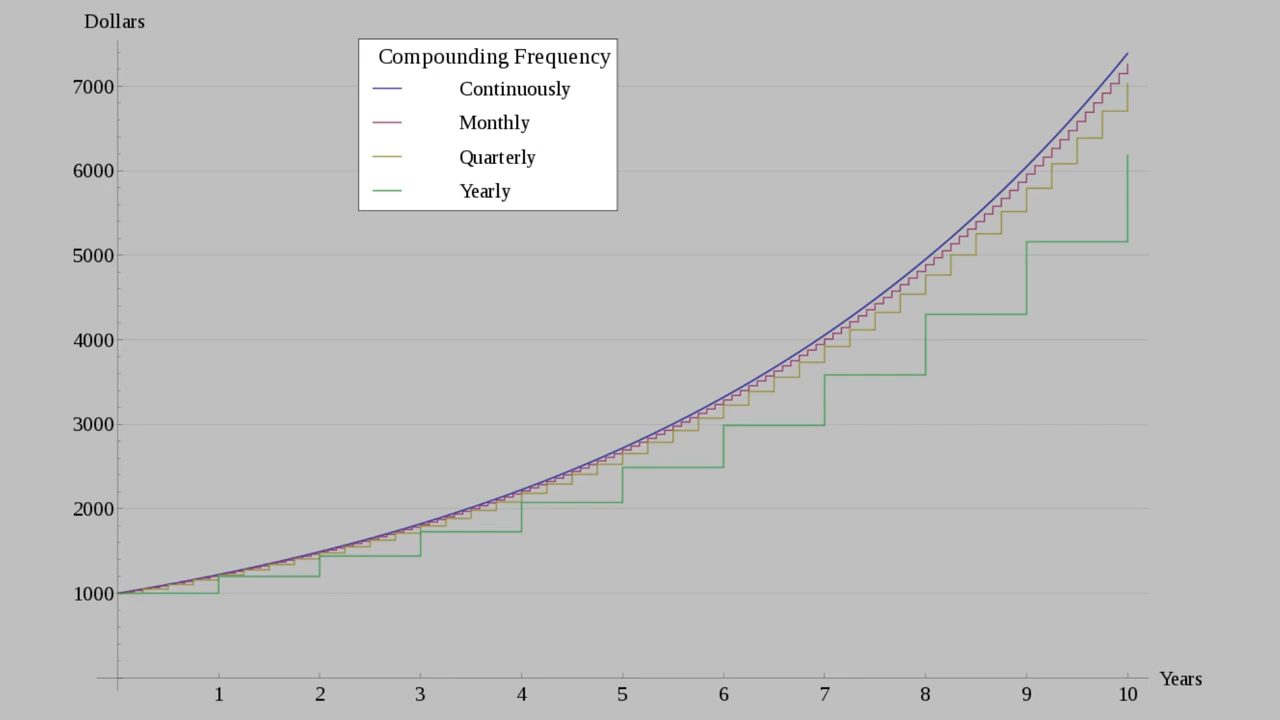 Dollars
Compounding Frequency
Continuously
Monthly
Quarterly
Yearly
7000
6000
5000
4000
3000
2000
1000
1 2 3 4 5 6 7 8 9 10
Years